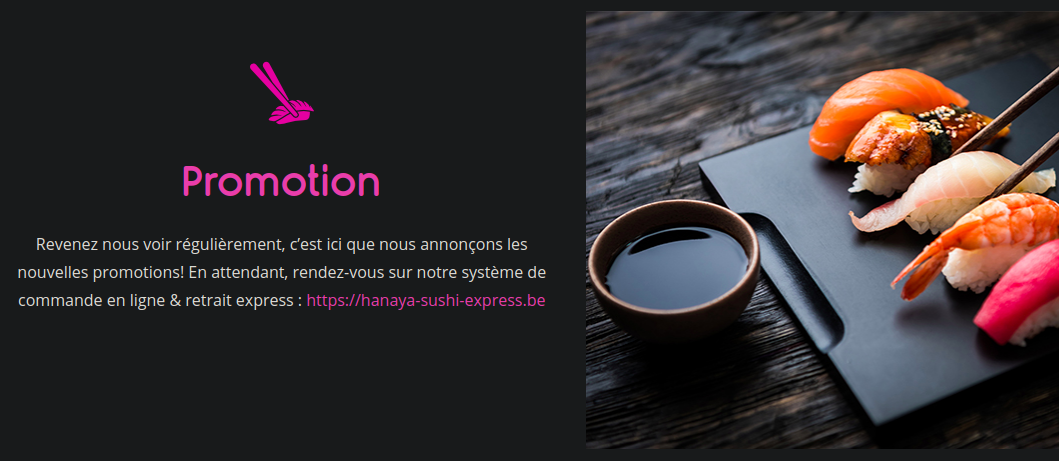 Promotion
Revenez nous voir régulièrement, c’est ici que nous annonçons les
nouvelles promotions! En attendant, rendez-vous sur notre système de
commande en ligne & retrait express : https://hanaya-sushi-express.be